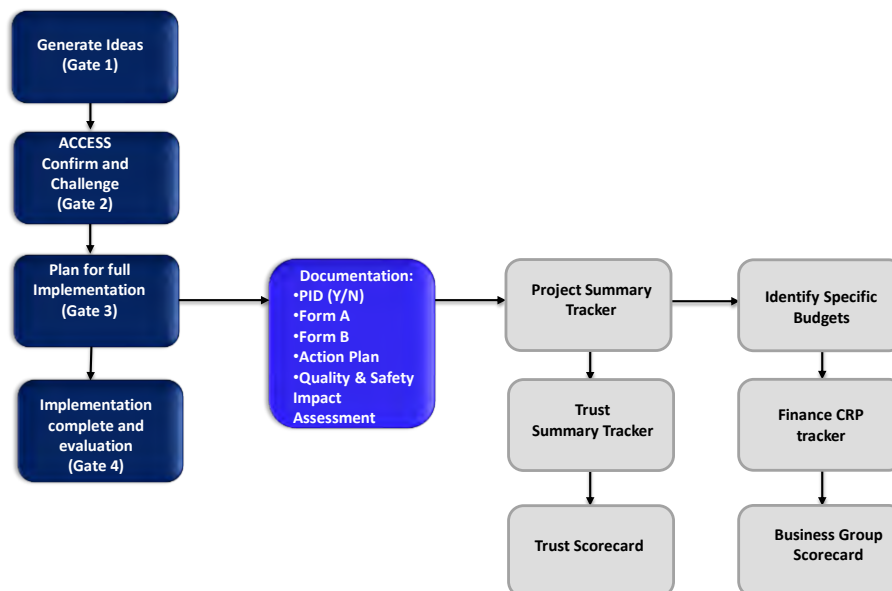 Generate Ideas
(Gate 1)
ACCESS
Confirm and
Challenge
(Gate 2)
Plan for full
Implementation
(Gate 3)
Implementation
complete and
evaluation
(Gate 4)
Documentation:
•PID (Y/N)
•Form A
•Form B
•Action Plan
•Quality & Safety
Impact
Assessment
Project Summary
Tracker
Trust
Summary Tracker
Trust Scorecard
Identify Specific
Budgets
Finance CRP
tracker
Business Group
Scorecard